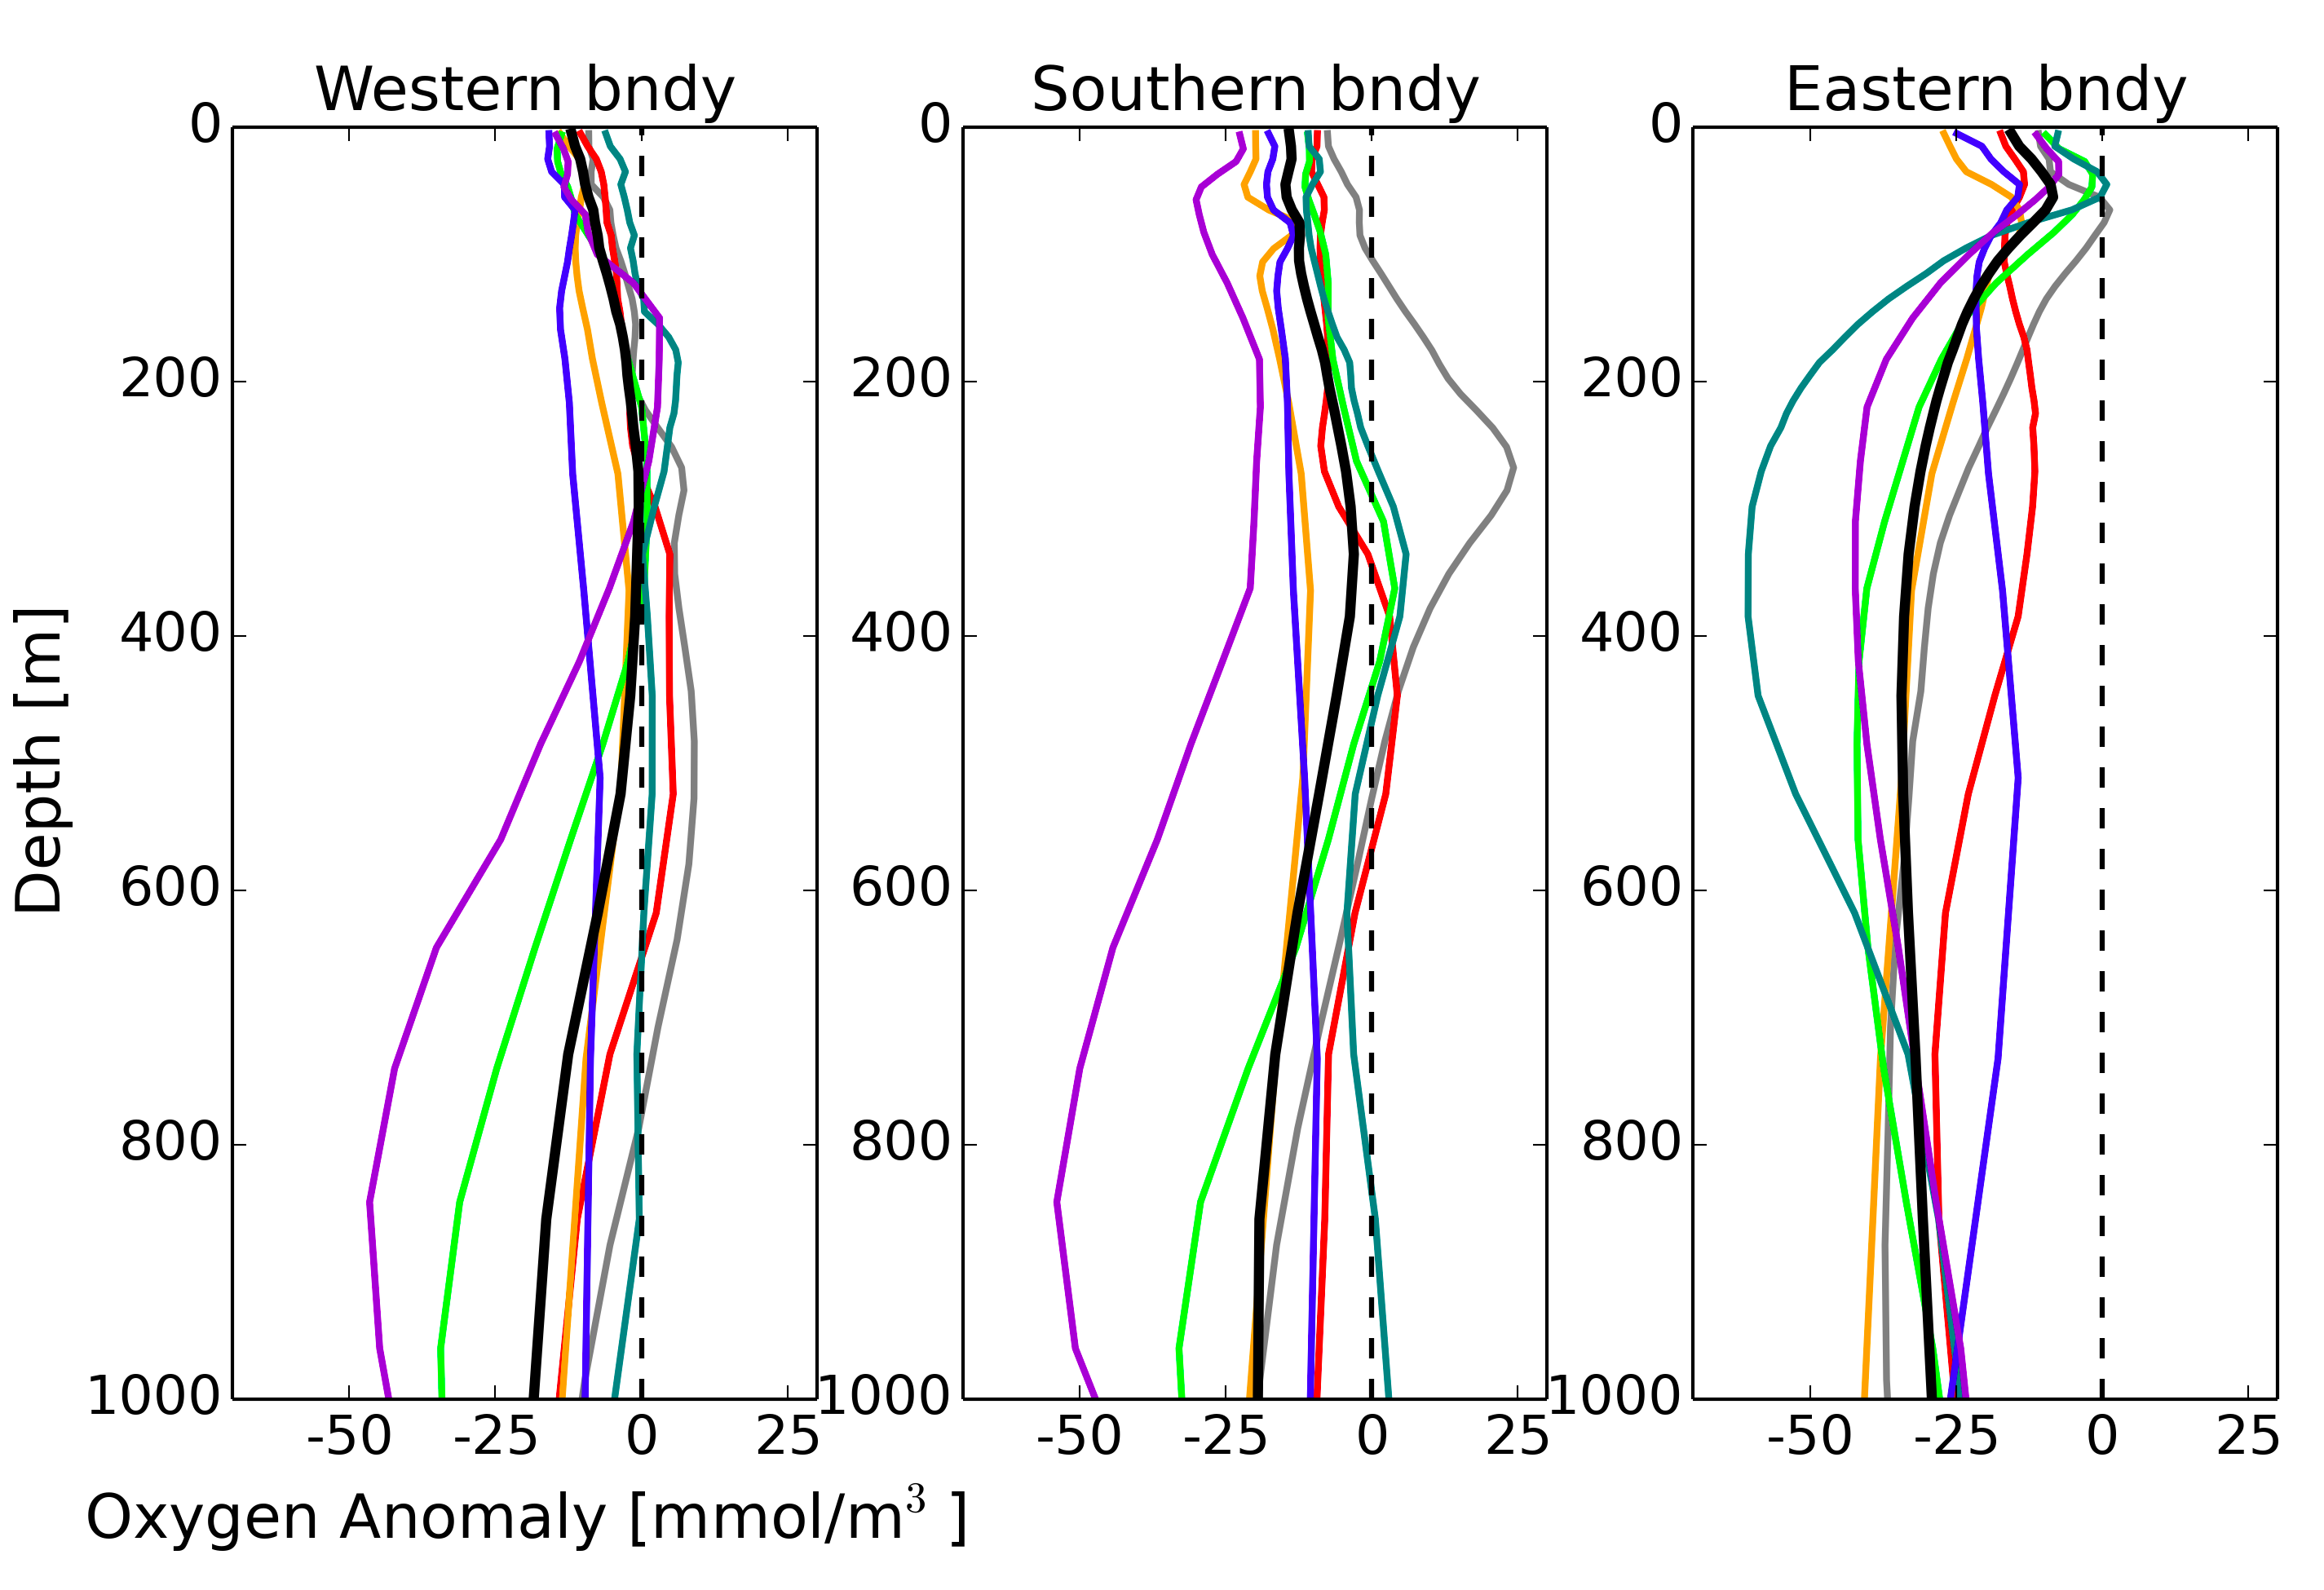 Western bndy Southern bndy Eastern bndy
0 0 0
200 200 200
400 400 400
Depth [m]
600 600 600
800 800 800
1000 1000 1000
-50 -25 0 25 -50 -25 0 25 -50 -25 0 25
Oxygen Anomaly [mmol/m³ ]